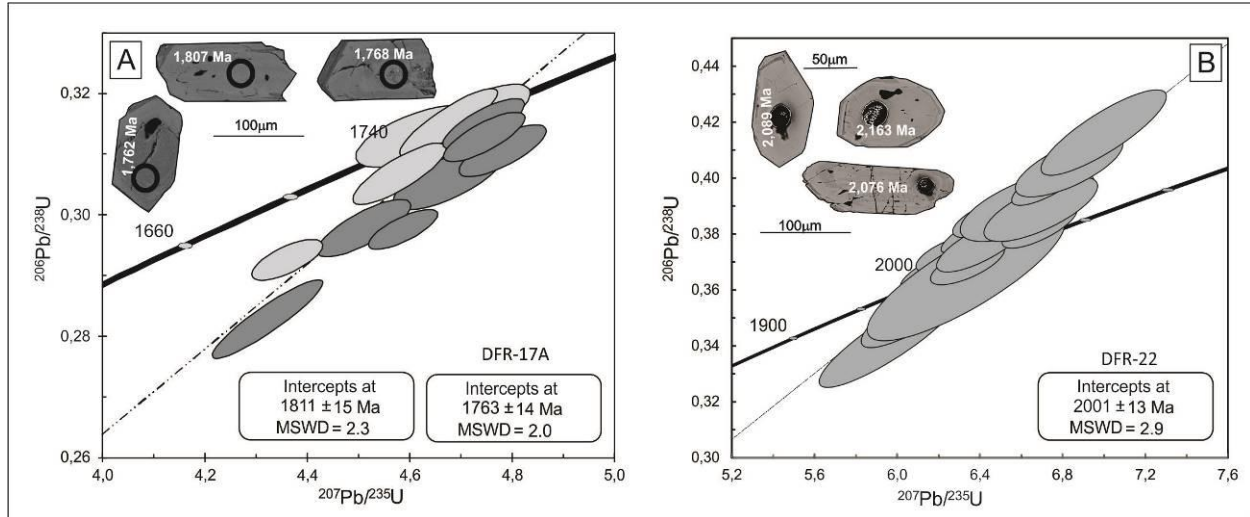 A
1,807 Ma
1,768 Ma
1,762 Ma
100μm
0,32
0,30
0,28
0,26
1740
1660
²⁰⁶Pb/²³⁸U
DFR-17A
Intercepts at
1811 ±15 Ma
MSWD = 2.3
Intercepts at
1763 ±14 Ma
MSWD = 2.0
4,0 4,2 4,4 4,6 4,8 5,0
²⁰⁷Pb/²³⁵U
B
50μm
2,089 Ma
2,163 Ma
2,076 Ma
100μm
0,44
0,42
0,40
0,38
0,36
0,34
0,32
0,30
2000
1900
²⁰⁶Pb/²³⁸U
DFR-22
Intercepts at
2001 ±13 Ma
MSWD = 2.9
5,2 5,6 6,0 6,4 6,8 7,2 7,6
²⁰⁷Pb/²³⁵U